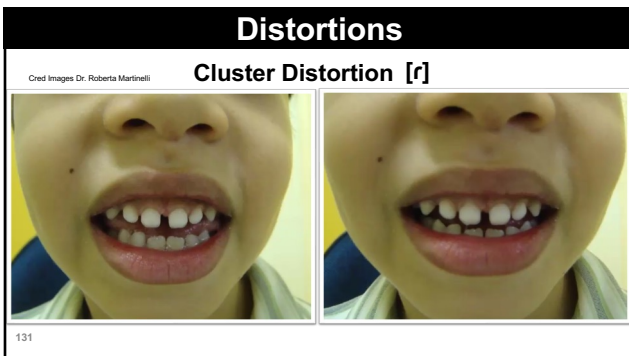 Distortions
Cred Images Dr. Roberta Martinelli
Cluster Distortion [ɾ]
131